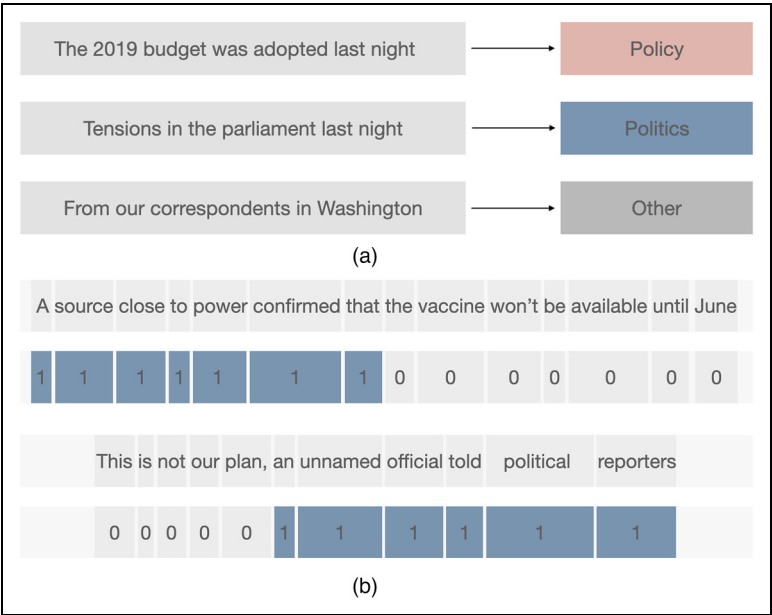 The 2019 budget was adopted last night Policy
Tensions in the parliament last night Politics
From our correspondents in Washington Other
(a)
A source close to power confirmed that the vaccine won't be available until June
1 1 1 1 1 1 1 0 0 0 0 0 0 0
This is not our plan, an unnamed official told political reporters
0 0 0 0 0 1 1 1 1 1 1
(b)